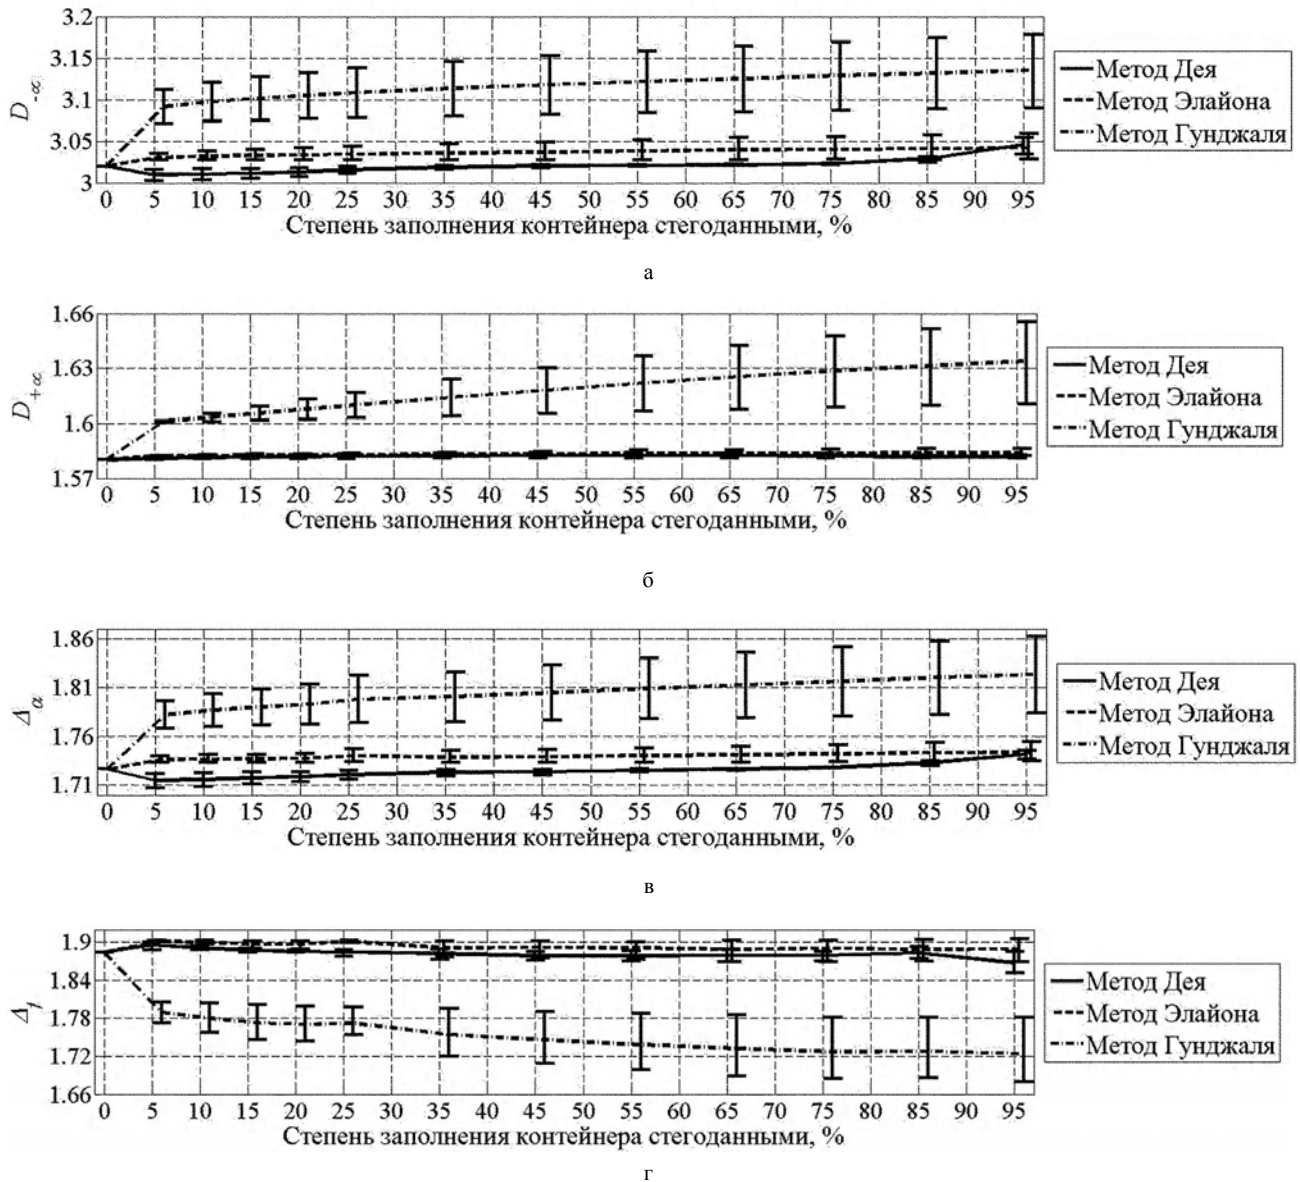 3.2
3.15
3.1
3.05
3
D-∞
0 5 10 15 20 25 30 35 40 45 50 55 60 65 70 75 80 85 90 95
Степень заполнения контейнера стегоданными, %
Метод Дея
Метод Элайона
Метод Гунджаля
а
1.66
1.63
1.6
1.57
D+∞
0 5 10 15 20 25 30 35 40 45 50 55 60 65 70 75 80 85 90 95
Степень заполнения контейнера стегоданными, %
Метод Дея
Метод Элайона
Метод Гунджаля
б
1.86
1.81
1.76
1.71
Δα
0 5 10 15 20 25 30 35 40 45 50 55 60 65 70 75 80 85 90 95
Степень заполнения контейнера стегоданными, %
Метод Дея
Метод Элайона
Метод Гунджаля
в
1.9
1.84
1.78
1.72
1.66
Δf
0 5 10 15 20 25 30 35 40 45 50 55 60 65 70 75 80 85 90 95
Степень заполнения контейнера стегоданными, %
Метод Дея
Метод Элайона
Метод Гунджаля
г